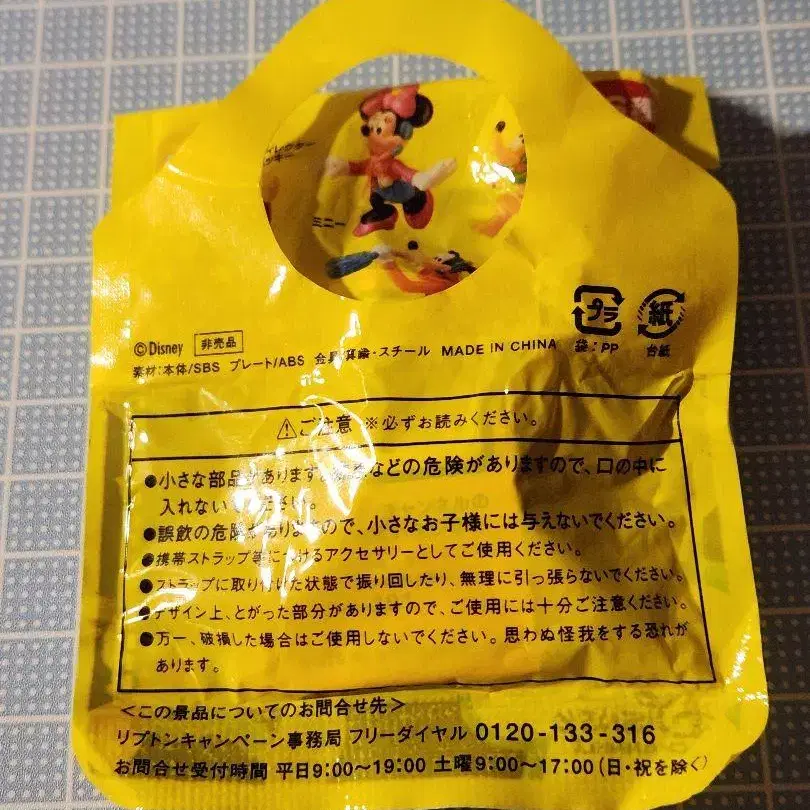 ミニー
©Disney 非売品
素材:本体/SBS プレート/ABS 金具/真鍮・スチール MADE IN CHINA
プラ
袋:PP
紙
台紙
ご注意 ※必ずお読みください。
●小さな部品があります。 などの危険がありますので、口の中に
入れないでください。
●誤飲の危険がありますので、小さなお子様には与えないでください。
●携帯ストラップ等につけるアクセサリーとしてご使用ください。
●ストラップに取り付けた状態で振り回したり、無理に引っ張らないでください。
●デザイン上、とがった部分がありますので、ご使用には十分ご注意ください。
●万一、破損した場合はご使用しないでください。思わぬ怪我をする恐れが
あります。
<この景品についてのお問合せ先>
リプトンキャンペーン事務局 フリーダイヤル 0120-133-316
お問合せ受付時間 平日9:00〜19:00 土曜9:00〜17:00(日・祝を除く)